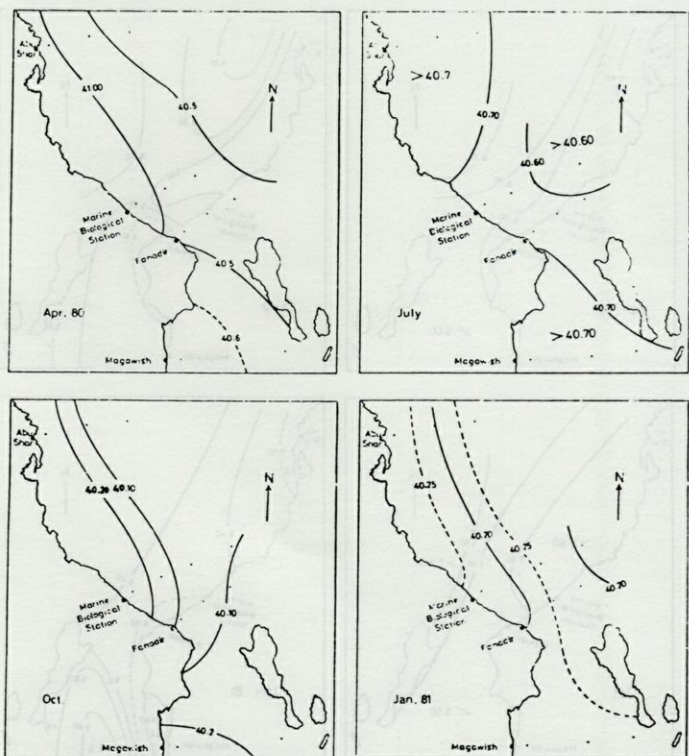 Abu
Shar
41.00
40.5
N
Marine
Biological
Station
Fanadir
40.5
Apr. 80
40.6
Magawish
Abu
Shar
>40.7
40.70
N
>40.60
40.60
Marine
Biological
Station
Fanadir
40.70
July
>40.70
Magawish
Abu
Shar
40.20 40.10
N
Marine
Biological
Station
40.10
Fanadir
Oct.
40.2
Magawish
Abu
Shar
40.25
N
40.70
40.75
40.70
Marine
Biological
Station
Fanadir
Jan. 81
Magawish